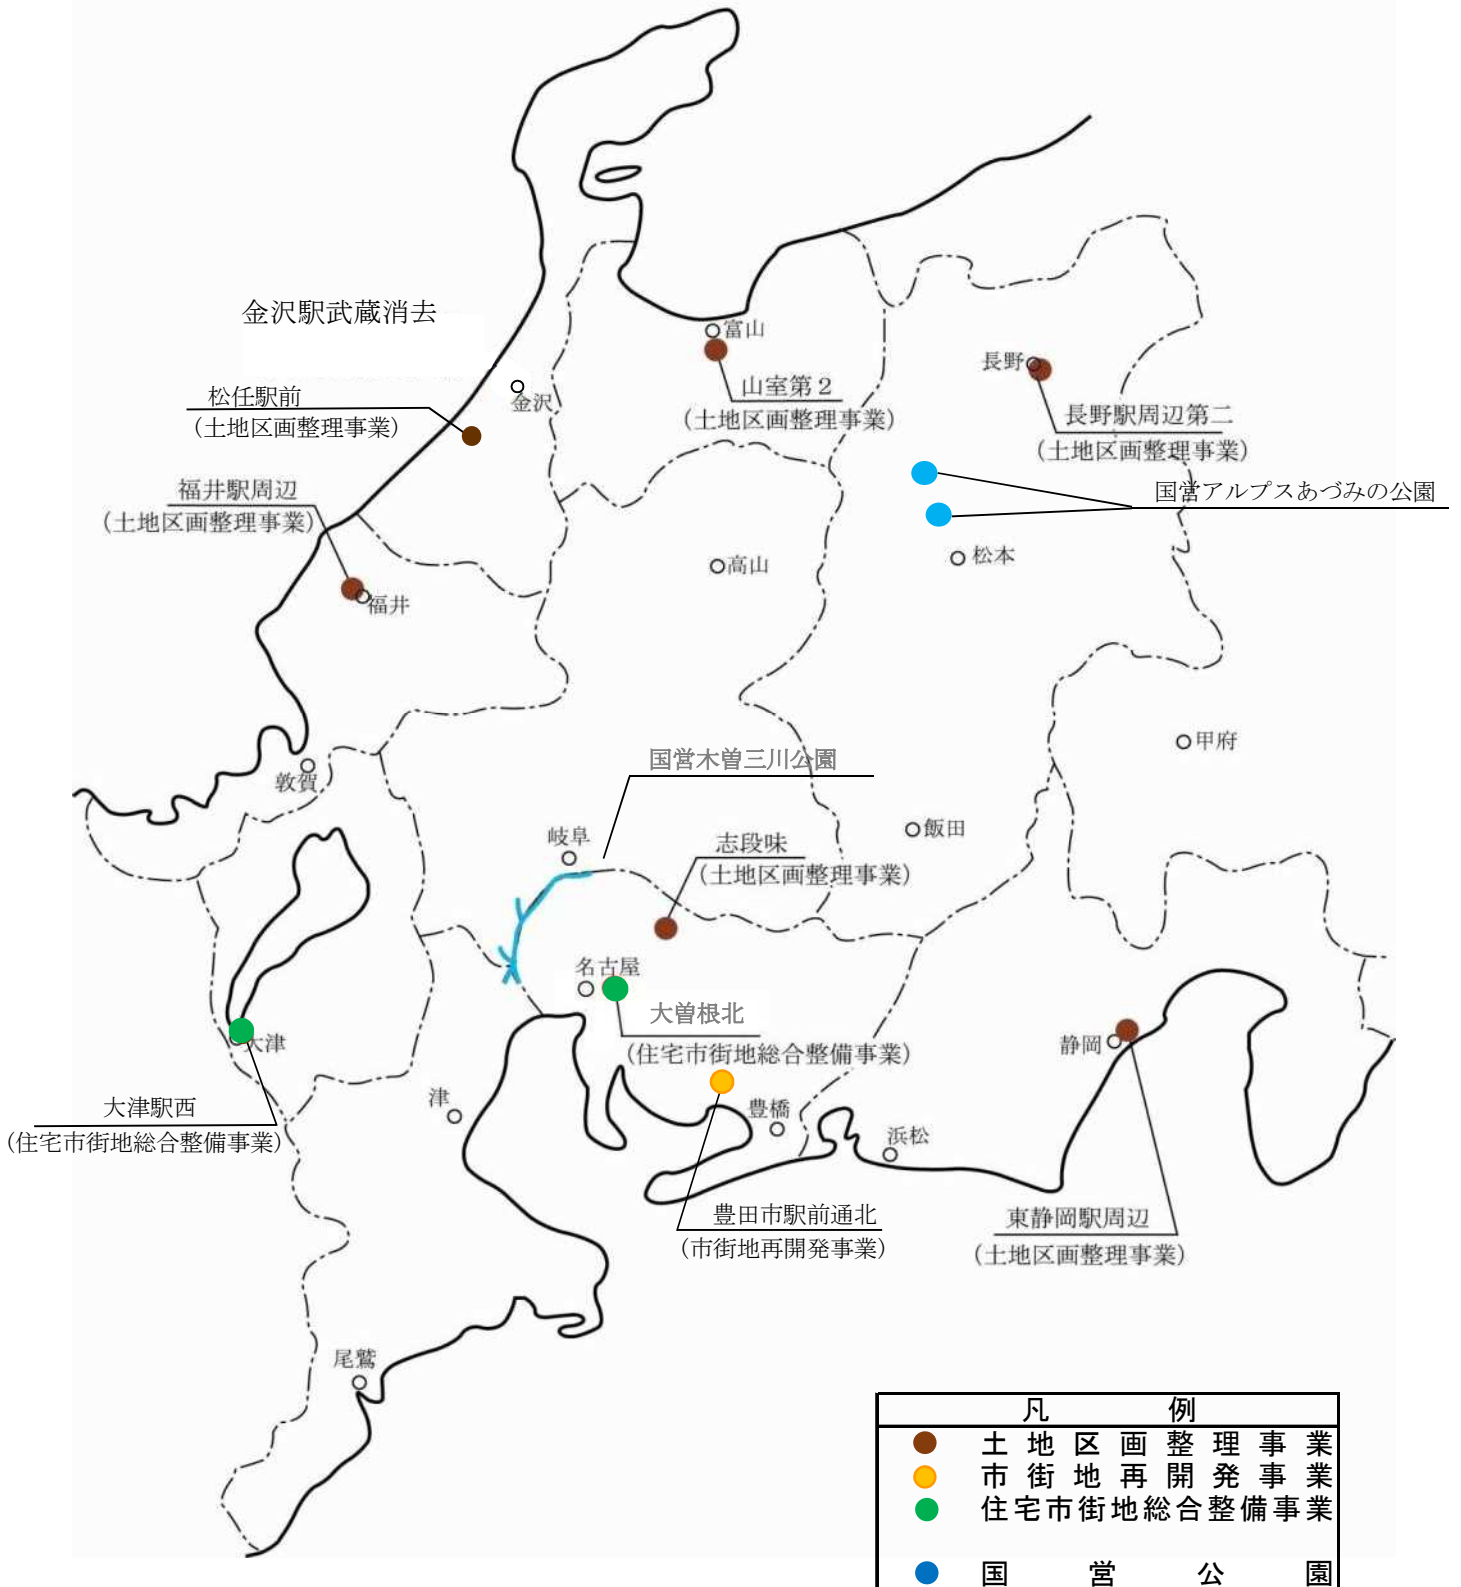 金沢駅武蔵消去
富山
長野
山室第２
(土地区画整理事業)
松任駅前
(土地区画整理事業)
金沢
長野駅周辺第二
(土地区画整理事業)
福井駅周辺
(土地区画整理事業)
国営アルプスあづみの公園
松本
高山
福井
甲府
国営木曽三川公園
敦賀
岐阜
飯田
志段味
(土地区画整理事業)
名古屋
大曽根北
(住宅市街地総合整備事業)
大津
静岡
大津駅西
(住宅市街地総合整備事業)
津
豊橋
浜松
豊田市駅前通北
(市街地再開発事業)
東静岡駅周辺
(土地区画整理事業)
尾鷲
凡例
土地区画整理事業
市街地再開発事業
住宅市街地総合整備事業
国営公園